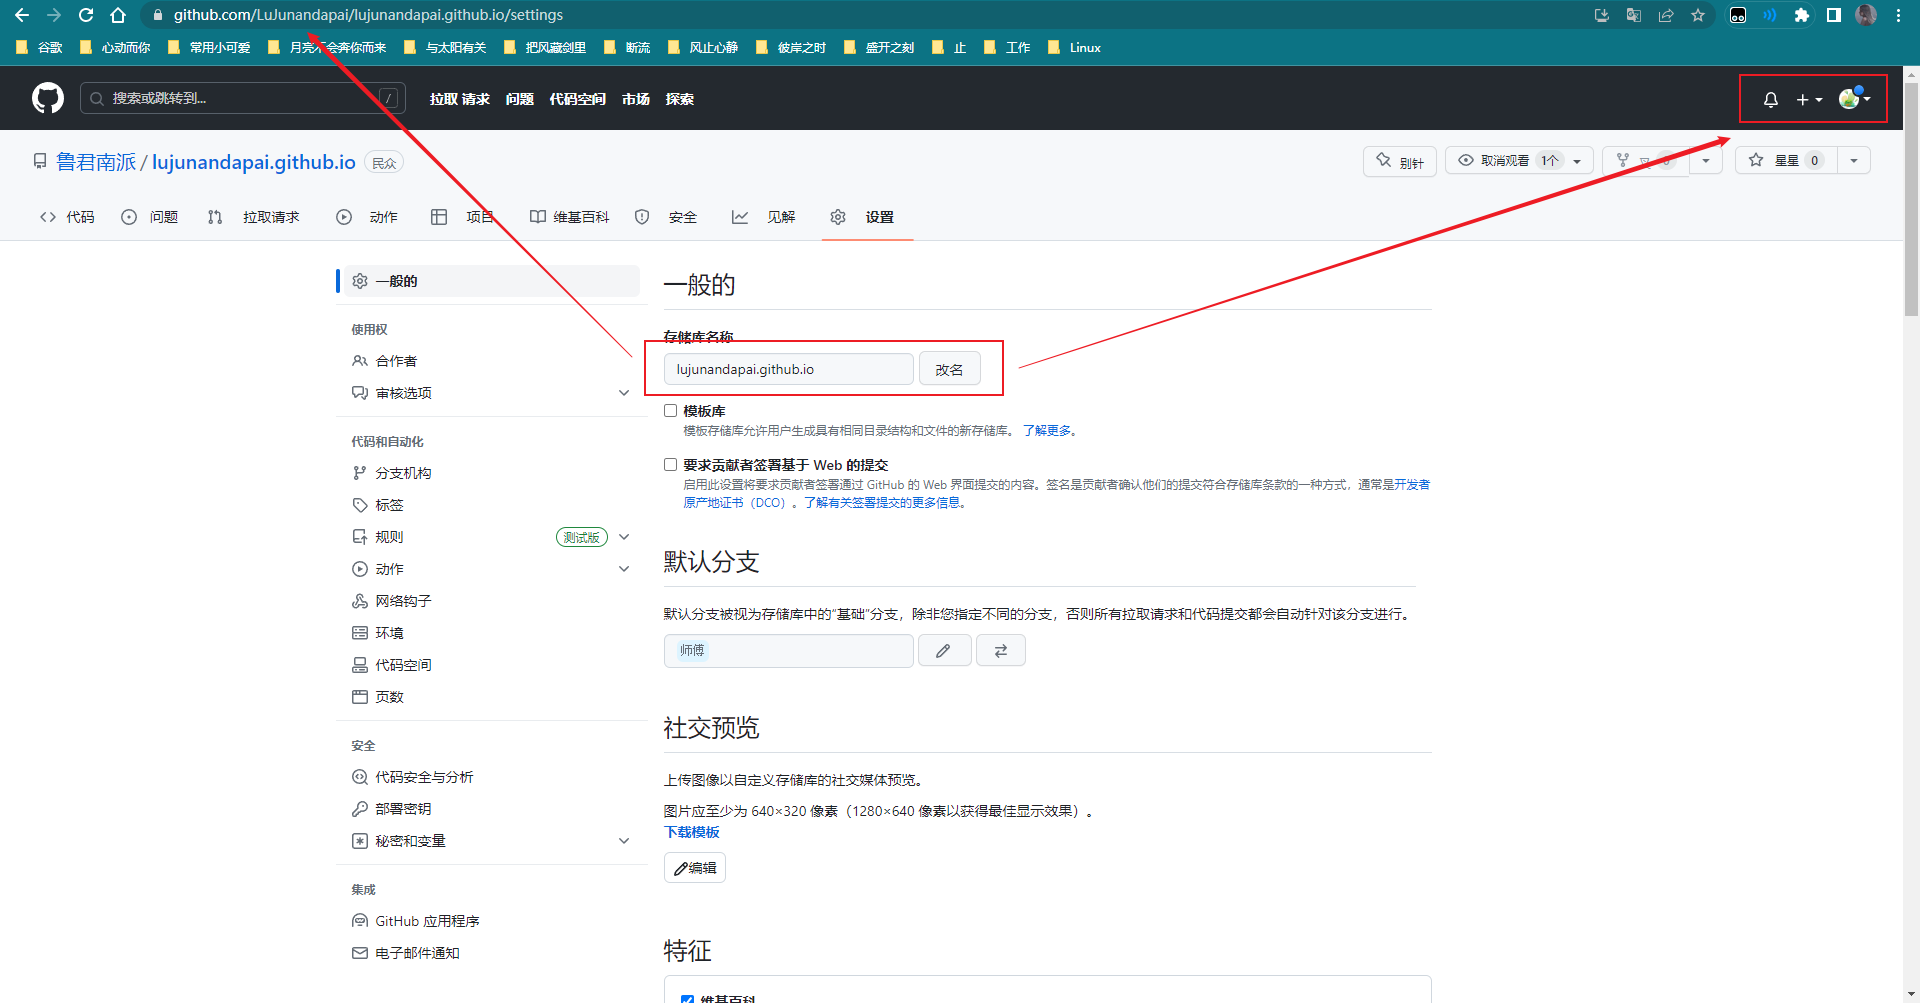 github.com/LuJunandapai/lujunandapai.github.io/settings
谷歌 心动而你 常用小可爱 月亮不会奔你而来 与太阳有关 把风藏剑里 断流 风止心静 彼岸之时 盛开之刻 止 工作 Linux
搜索或跳转到... / 拉取 请求 问题 代码空间 市场 探索
鲁君南派 / lujunandapai.github.io 民众 别针 取消观看 1个 0 星星 0
代码 问题 拉取请求 动作 项目 维基百科 安全 见解 设置
一般的
使用权
合作者
审核选项
代码和自动化
分支机构
标签
规则 测试版
动作
网络钩子
环境
代码空间
页数
安全
代码安全与分析
部署密钥
秘密和变量
集成
GitHub 应用程序
电子邮件通知
一般的
存储库名称
lujunandapai.github.io 改名
模板库
模板存储库允许用户生成具有相同目录结构和文件的新存储库。 了解更多。
要求贡献者签署基于 Web 的提交
启用此设置将要求贡献者签署通过 GitHub 的 Web 界面提交的内容。签名是贡献者确认他们的提交符合存储库条款的一种方式，通常是开发者
原产地证书（DCO）。了解有关签署提交的更多信息。
默认分支
默认分支被视为存储库中的“基础”分支，除非您指定不同的分支，否则所有拉取请求和代码提交都会自动针对该分支进行。
师傅
社交预览
上传图像以自定义存储库的社交媒体预览。
图片应至少为 640×320 像素（1280×640 像素以获得最佳显示效果）。
下载模板
编辑
特征
维基百科